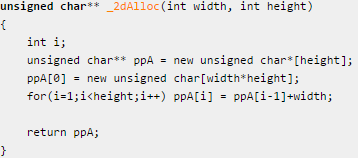 unsigned char** _2dAlloc(int width, int height)
{
    int i;
    unsigned char** ppA = new unsigned char*[height];
    ppA[0] = new unsigned char[width*height];
    for(i=1;i<height;i++) ppA[i] = ppA[i-1]+width;

    return ppA;
}